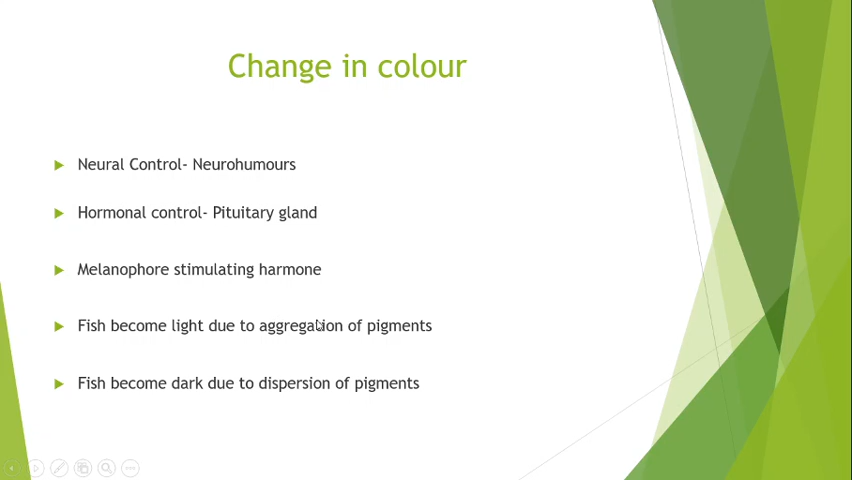 Change in colour
Neural Control- Neurohumours
Hormonal control- Pituitary gland
Melanophore stimulating harmone
Fish become light due to aggregation of pigments
Fish become dark due to dispersion of pigments